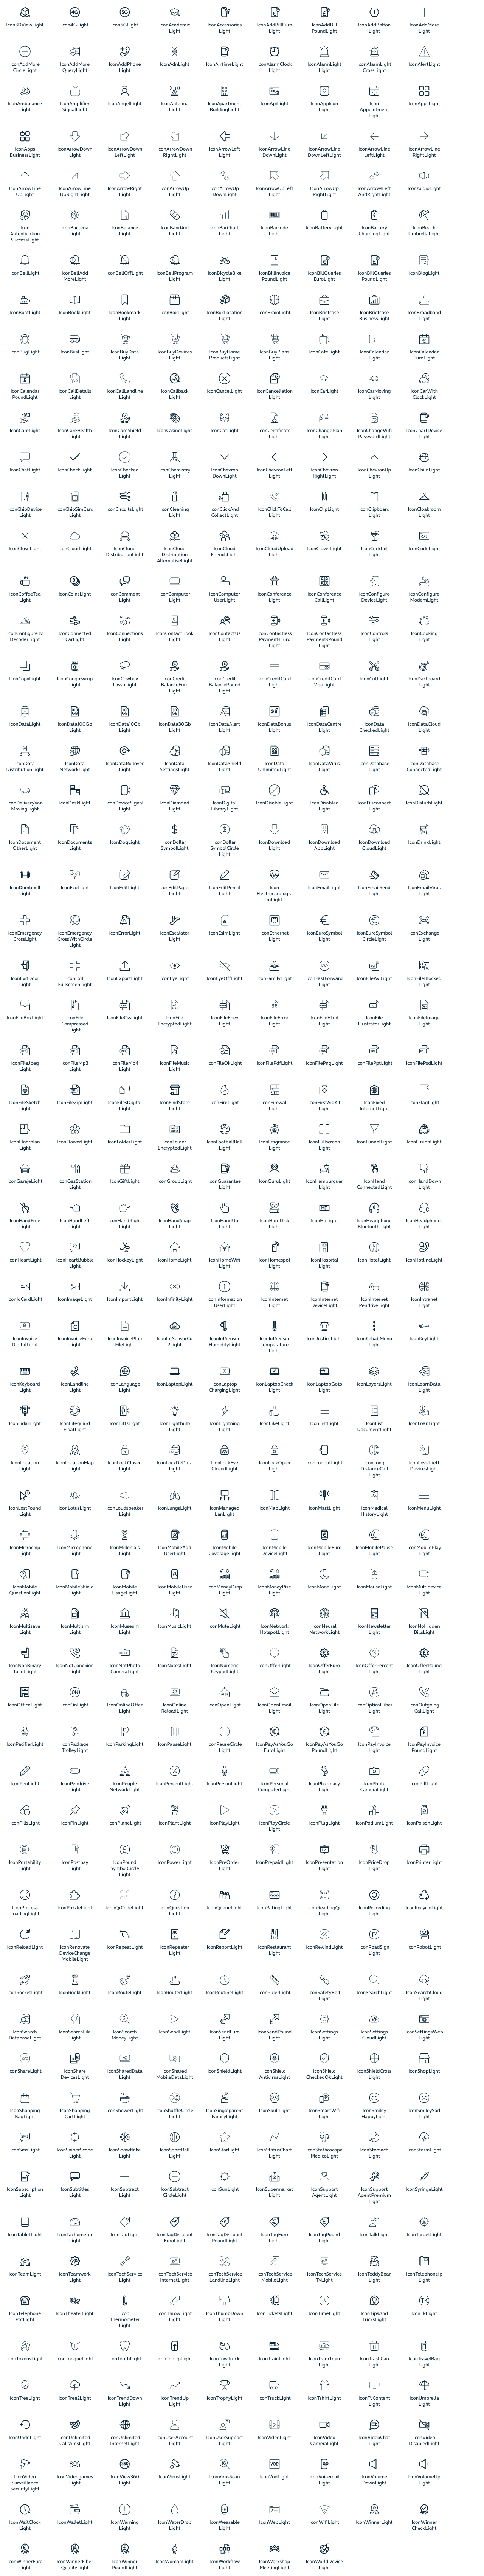 Icon3DViewLight Icon4GLight Icon5GLight IconAcademic Light IconAccessories Light IconAddBillEuro Light IconAddBill PoundLight IconAddBolton Light IconAddMore Light
IconAddMore CircleLight IconAddMore QueryLight IconAddPhone Light IconAdnLight IconAirtimeLight IconAlarmClock Light IconAlarmLight Light IconAlarmLight CrossLight IconAlertLight
IconAmbulance Light IconAmplifier SignalLight IconAngelLight IconAntenna Light IconApartment BuildingLight IconApiLight IconAppIcon Light Icon Appointment Light IconAppsLight
IconApps BusinessLight IconArrowDown Light IconArrowDown LeftLight IconArrowDown RightLight IconArrowLeft Light IconArrowLine DownLight IconArrowLine DownLeftLight IconArrowLine LeftLight IconArrowLine RightLight
IconArrowLine UpLight IconArrowLine UpRightLight IconArrowRight Light IconArrowUp Light IconArrowUp DownLight IconArrowUpLeft Light IconArrowUp RightLight IconArrowsLeft AndRightLight IconAudioLight
Icon Autentication SuccessLight IconBacteria Light IconBalance Light IconBandAid Light IconBarChart Light IconBarcode Light IconBatteryLight IconBattery ChargingLight IconBeach UmbrellaLight
IconBellLight IconBellAdd MoreLight IconBellOffLight IconBellProgram Light IconBicycleBike Light IconBillInvoice PoundLight IconBillQueries EuroLight IconBillQueries PoundLight IconBlogLight
IconBoatLight IconBookLight IconBookmark Light IconBoxLight IconBoxLocation Light IconBrainLight IconBriefcase Light IconBriefcase BusinessLight IconBroadband Light
IconBugLight IconBusLight IconBuyData Light IconBuyDevices Light IconBuyHome ProductsLight IconBuyPlans Light IconCafeLight IconCalendar Light IconCalendar EuroLight
IconCalendar PoundLight IconCallDetails Light IconCallLandline Light IconCallback Light IconCancelLight IconCancellation Light IconCarLight IconCarMoving Light IconCarWith ClockLight
IconCareLight IconCareHealth Light IconCareShield Light IconCasinoLight IconCatLight IconCertificate Light IconChangePlan Light IconChangeWifi PasswordLight IconChartDevice Light
IconChatLight IconCheckLight IconChecked Light IconChemistry Light IconChevron DownLight IconChevronLeft Light IconChevron RightLight IconChevronUp Light IconChildLight
IconChipDevice Light IconChipSimCard Light IconCircuitsLight IconCleaning Light IconClickAnd CollectLight IconClickToCall Light IconClipLight IconClipboard Light IconCloakroom Light
IconCloseLight IconCloudLight IconCloud DistributionLight IconCloud Distribution AlternativeLight IconCloud FriendsLight IconCloudUpload Light IconCloverLight IconCocktail Light IconCodeLight
IconCoffeeTea Light IconCoinsLight IconComment Light IconComputer Light IconComputer UserLight IconConference Light IconConference CallLight IconConfigure DeviceLight IconConfigure ModemLight
IconConfigureTv DecoderLight IconConnected CarLight IconConnections Light IconContactBook Light IconContactUs Light IconContactless PaymentsEuro Light IconContactless PaymentsPound Light IconControls Light IconCooking Light
IconCopyLight IconCoughSyrup Light IconCowboy LassoLight IconCredit BalanceEuro Light IconCredit BalancePound Light IconCreditCard Light IconCreditCard VisaLight IconCutLight IconDartboard Light
IconDataLight IconData100Gb Light IconData10Gb Light IconData30Gb Light IconDataAlert Light IconDataBonus Light IconDataCentre Light IconData CheckedLight IconDataCloud Light
IconData DistributionLight IconData NetworkLight IconDataRollover Light IconData SettingsLight IconDataShield Light IconData UnlimitedLight IconDataVirus Light IconDatabase Light IconDatabase ConnectedLight
IconDeliveryVan MovingLight IconDeskLight IconDeviceSignal Light IconDiamond Light IconDigital LibraryLight IconDisableLight IconDisabled Light IconDisconnect Light IconDisturbLight
IconDocument OtherLight IconDocuments Light IconDogLight IconDollar SymbolLight IconDollar SymbolCircle Light IconDownload Light IconDownload AppLight IconDownload CloudLight IconDrinkLight
IconDumbbell Light IconEcoLight IconEditLight IconEditPaper Light IconEditPencil Light Icon Electrocardiogra mLight IconEmailLight IconEmailSend Light IconEmailVirus Light
IconEmergency CrossLight IconEmergency CrossWithCircle Light IconErrorLight IconEscalator Light IconEsimLight IconEthernet Light IconEuroSymbol Light IconEuroSymbol CircleLight IconExchange Light
IconExitDoor Light IconExit FullscreenLight IconExportLight IconEyeLight IconEyeOffLight IconFamilyLight IconFastForward Light IconFileAviLight IconFileBlocked Light
IconFileBoxLight IconFile Compressed Light IconFileCssLight IconFile EncryptedLight IconFileEnox Light IconFileHtml Light IconFile IllustratorLight IconFileImage Light
IconFileJpeg Light IconFileMp3 Light IconFileMp4 Light IconFileMusic Light IconFileOkLight IconFilePdfLight IconFilePngLight IconFilePptLight IconFilePsdLight
IconFileSketch Light IconFileZipLight IconFilesDigital Light IconFindStore Light IconFireLight IconFirewall Light IconFirstAidKit Light IconFixed InternetLight IconFlagLight
IconFloorplan Light IconFlowerLight IconFolderLight IconFolder EncryptedLight IconFootballBall Light IconFragrance Light IconFullscreen Light IconFunnelLight IconFusionLight
IconGarajeLight IconGasStation Light IconGiftLight IconGroupLight IconGuarantee Light IconGuruLight IconHamburguer Light IconHand ConnectedLight IconHandDown Light
IconHandFree Light IconHandLeft Light IconHandRight Light IconHandSnap Light IconHandUp Light IconHardDisk Light IconHdLight IconHeadphone BluetoothLight IconHeadphones Light
IconHeartLight IconHeartBubble Light IconHockeyLight IconHomeLight IconHomeWifi Light IconHomespot Light IconHospital Light IconHotelLight IconHotlineLight
IconIdCardLight IconImageLight IconImportLight IconInfinityLight IconInformation UserLight IconInternet Light IconInternet DeviceLight IconInternet PendriveLight IconIntranet Light
IconInvoice DigitalLight IconInvoiceEuro Light IconInvoicePlan FileLight IconIotSensorCo 2Light IconIotSensor HumidityLight IconIotSensor Temperature Light IconJusticeLight IconKebabMenu Light IconKeyLight
IconKeyboard Light IconLandline Light IconLanguage Light IconLaptopLight IconLaptop ChargingLight IconLaptopCheck Light IconLaptopGoto Light IconLayersLight IconLearnData Light
IconLidarLight IconLifeguard FloatLight IconLiftsLight IconLightbulb Light IconLightning Light IconLikeLight IconListLight IconList DocumentLight IconLoanLight
IconLocation Light IconLocationMap Light IconLockClosed Light IconLockDeData Light IconLockEye ClosedLight IconLockOpen Light IconLogoutLight IconLong DistanceCall Light IconLossTheft DevicesLight
IconLostFound Light IconLotusLight IconLoudspeaker Light IconLungsLight IconManaged LanLight IconMapLight IconMastLight IconMedical HistoryLight IconMenuLight
IconMicrochip Light IconMicrophone Light IconMillenials Light IconMobileAdd UserLight IconMobile CoverageLight IconMobile DeviceLight IconMobileEuro Light IconMobilePause Light IconMobilePlay Light
IconMobile QuestionLight IconMobileShield Light IconMobile UsageLight IconMobileUser Light IconMoneyDrop Light IconMoneyRise Light IconMoonLight IconMouseLight IconMultidevice Light
IconMultisave Light IconMultisim Light IconMuseum Light IconMusicLight IconMuteLight IconNetwork HotspotLight IconNeural NetworkLight IconNewsletter Light IconNoHidden BillsLight
IconNonBinary ToiletLight IconNotConexion Light IconNotPhoto CameraLight IconNotesLight IconNumeric KeypadLight IconOfferLight IconOfferEuro Light IconOfferPercent Light IconOfferPound Light
IconOfficeLight IconOnLight IconOnlineOffer Light IconOnline ReloadLight IconOpenLight IconOpenEmail Light IconOpenFile Light IconOpticalFiber Light IconOutgoing CallLight
IconPacifierLight IconPackage TrolleyLight IconParkingLight IconPauseLight IconPauseCircle Light IconPayAsYouGo EuroLight IconPayAsYouGo PoundLight IconPayInvoice Light IconPayInvoice PoundLight
IconPenLight IconPendrive Light IconPeople NetworkLight IconPercentLight IconPersonLight IconPersonal ComputerLight IconPharmacy Light IconPhoto CameraLight IconPillLight
IconPillsLight IconPinLight IconPlaneLight IconPlantLight IconPlayLight IconPlayCircle Light IconPlugLight IconPodiumLight IconPoisonLight
IconPortability Light IconPostpay Light IconPound SymbolCircle Light IconPowerLight IconPreOrder Light IconPrepaidLight IconPresentation Light IconPriceDrop Light IconPrinterLight
IconProcess LoadingLight IconPuzzleLight IconQrCodeLight IconQuestion Light IconQueueLight IconRatingLight IconReadingQr Light IconRecording Light IconRecycleLight
IconReloadLight IconRenovate DeviceChange MobileLight IconRepeatLight IconRepeater Light IconReportLight IconRestaurant Light IconRewindLight IconRoadSign Light IconRobotLight
IconRocketLight IconRookLight IconRouteLight IconRouterLight IconRoutineLight IconRulerLight IconSafetyBelt Light IconSearchLight IconSearchCloud Light
IconSearch DatabaseLight IconSearchFile Light IconSearch MoneyLight IconSendLight IconSendEuro Light IconSendPound Light IconSettings Light IconSettings CloudLight IconSettingsWeb Light
IconShareLight IconShare DevicesLight IconSharedData Light IconShared MobileDataLight IconShieldLight IconShield AntivirusLight IconShield CheckedOkLight IconShieldCross Light IconShopLight
IconShopping BagLight IconShopping CartLight IconShowerLight IconShuffleCircle Light IconSingleparent FamilyLight IconSkullLight IconSmartWifi Light IconSmiley HappyLight IconSmileySad Light
IconSmsLight IconSniperScope Light IconSnowflake Light IconSportBall Light IconStarLight IconStatusChart Light IconStethoscope MedicoLight IconStomach Light IconStormLight
IconSubscription Light IconSubtitles Light IconSubtract Light IconSubtract CircleLight IconSunLight IconSupermarket Light IconSupport AgentLight IconSupport AgentPremium Light IconSyringeLight
IconTabletLight IconTachometer Light IconTagLight IconTagDiscount EuroLight IconTagDiscount PoundLight IconTagEuro Light IconTagPound Light IconTalkLight IconTargetLight
IconTeamLight IconTeamwork Light IconTechService Light IconTechService InternetLight IconTechService LandlineLight IconTechService MobileLight IconTechService TvLight IconTeddyBear Light IconTelephonelp Light
IconTelephone PotLight IconTheaterLight Icon Thermometer Light IconThrowLight Light IconThumbDown Light IconTicketsLight IconTimeLight IconTipsAnd TricksLight IconTkLight
IconTokensLight IconTongueLight IconToothLight IconTopUpLight IconTowTruck Light IconTrainLight IconTramTrain Light IconTrashCan Light IconTravelBag Light
IconTreeLight IconTree2Light IconTrendDown Light IconTrendUp Light IconTrophyLight IconTruckLight IconTshirtLight IconTvContent Light IconUmbrella Light
IconUndoLight IconUnlimited CallsSmsLight IconUnlimited InternetLight IconUserAccount Light IconUserSupport Light IconVideoLight IconVideo CameraLight IconVideoChat Light IconVideo DisabledLight
IconVideo Surveillance SecurityLight IconVideogames Light IconView360 Light IconVirusLight IconVirusScan Light IconVodLight IconVoicemail Light IconVolume DownLight IconVolumeUp Light
IconWaitClock Light IconWalletLight IconWarning Light IconWaterDrop Light IconWearable Light IconWebLight IconWifiLight IconWinnerLight IconWinner CheckLight
IconWinnerEuro Light IconWinnerFiber QualityLight IconWinner PoundLight IconWomanLight IconWorkflow Light IconWorkshop MeetingLight IconWorldDevice Light